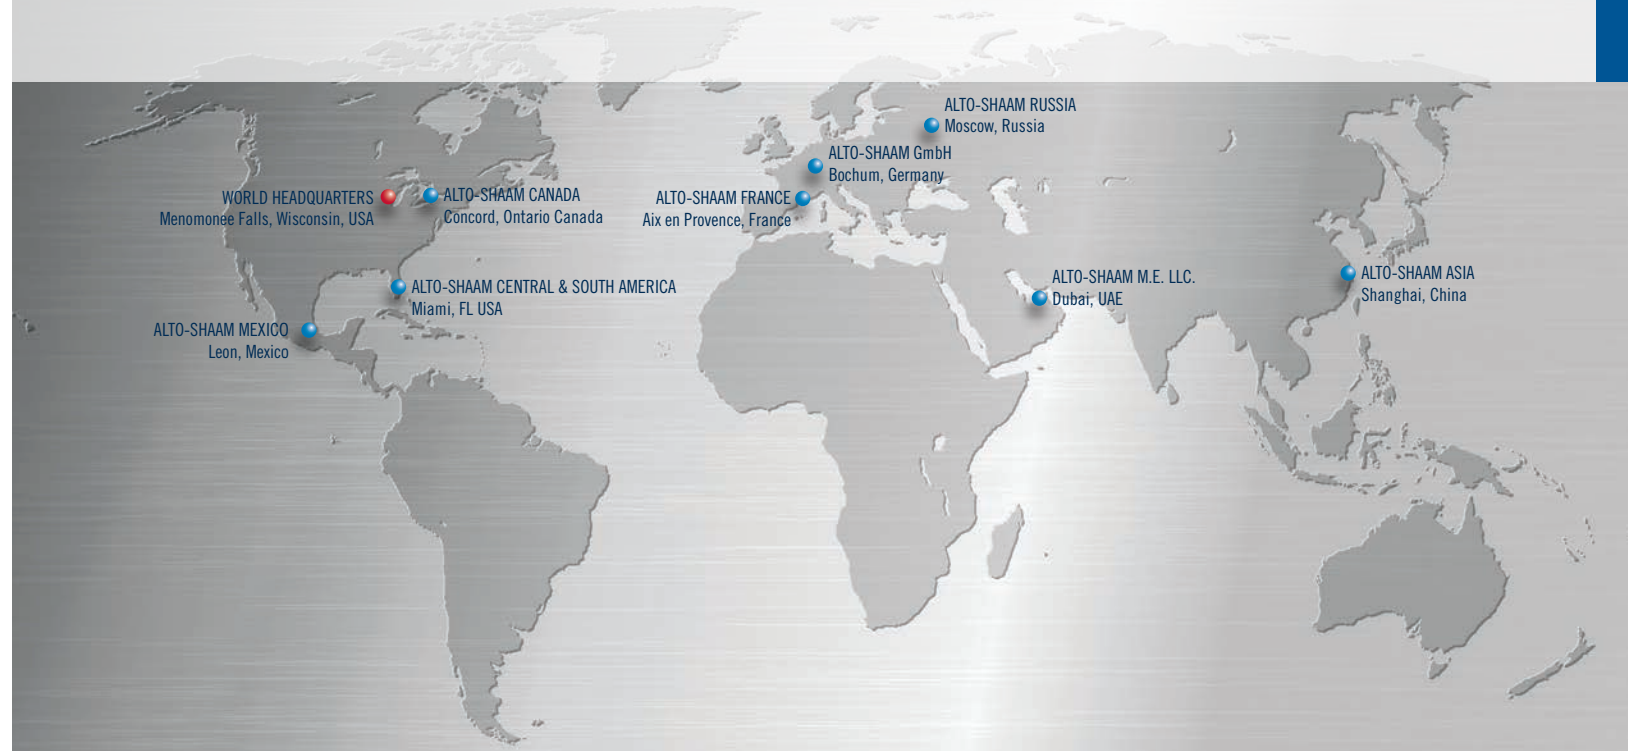 ALTO-SHAAM RUSSIA
Moscow, Russia
ALTO-SHAAM GmbH
Bochum, Germany
WORLD HEADQUARTERS
Menomonee Falls, Wisconsin, USA
ALTO-SHAAM CANADA
Concord, Ontario Canada
ALTO-SHAAM FRANCE
Aix en Provence, France
ALTO-SHAAM CENTRAL & SOUTH AMERICA
Miami, FL USA
ALTO-SHAAM M.E. LLC.
Dubai, UAE
ALTO-SHAAM ASIA
Shanghai, China
ALTO-SHAAM MEXICO
Leon, Mexico